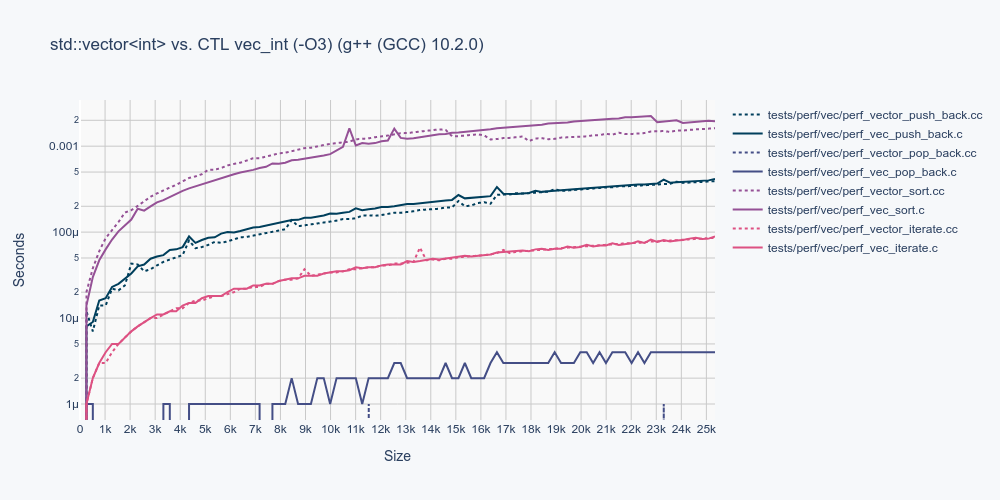 std::vector<int> vs. CTL vec_int (-O3) (g++ (GCC) 10.2.0)
2
0.001
5
2
100μ
5
2
10μ
5
2
1μ
0 1k 2k 3k 4k 5k 6k 7k 8k 9k 10k 11k 12k 13k 14k 15k 16k 17k 18k 19k 20k 21k 22k 23k 24k 25k
Size
Seconds
tests/perf/vec/perf_vector_push_back.cc
tests/perf/vec/perf_vec_push_back.c
tests/perf/vec/perf_vector_pop_back.cc
tests/perf/vec/perf_vec_pop_back.c
tests/perf/vec/perf_vector_sort.cc
tests/perf/vec/perf_vec_sort.c
tests/perf/vec/perf_vector_iterate.cc
tests/perf/vec/perf_vec_iterate.c